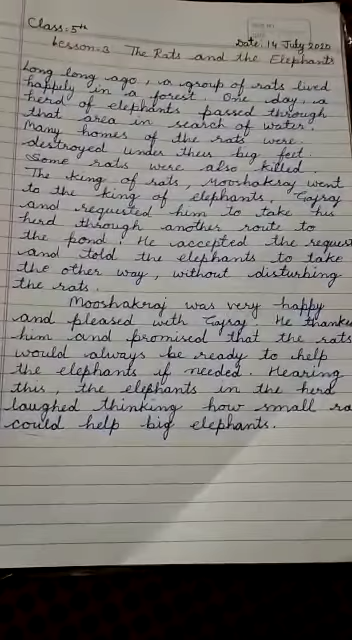 Class:5th
Date. 14 July 2020
Lesson:3 The Rats and the Elephants
Long long ago, a group of rats lived
happily in a forest. One day, a
herd of elephants passed through
that area in search of water.
Many homes of the rats were
destroyed under their big feet.
Some rats were also killed.
The king of rats, Mooshakraj went
to the king of elephants, Gajraj
and requested him to take his
herd through another route to
the pond. He accepted the request
and told the elephants to take
the other way, without disturbing
the rats.
Mooshakraj was very happy
and pleased with Gajraj. He thanke
him and promised that the rats
would always be ready to help
the elephants if needed. Hearing
this, the elephants in the herd
laughed thinking how small ra
could help big elephants.